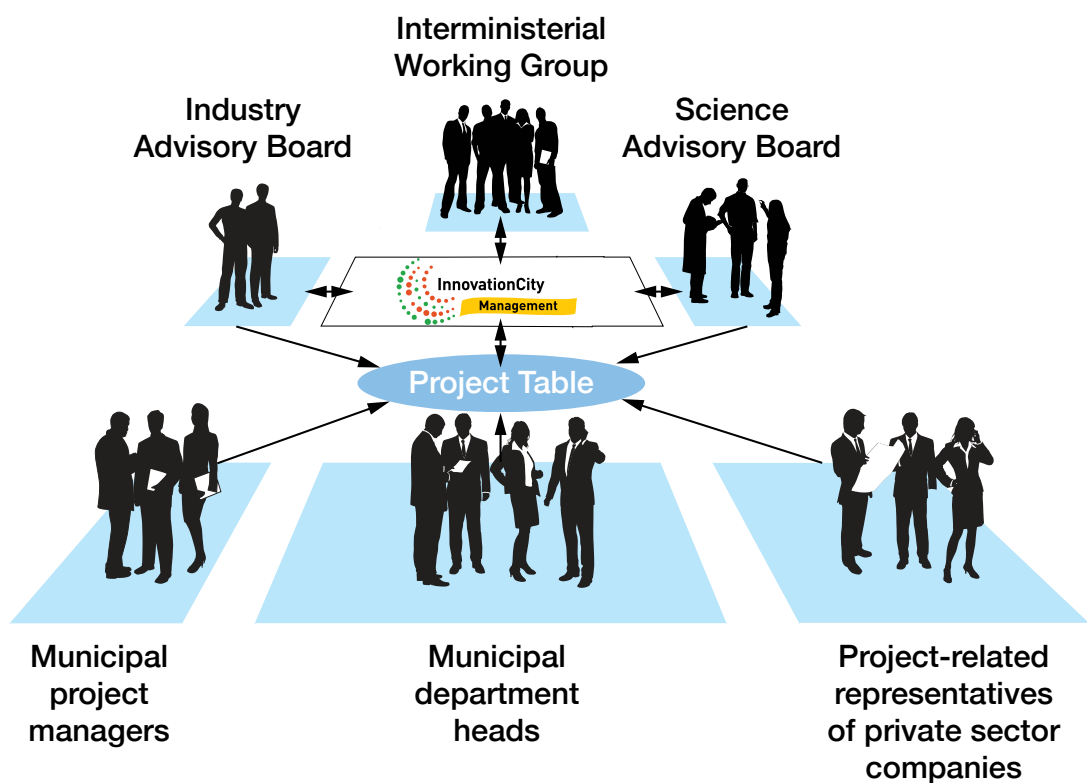 Interministerial
Working Group
Industry
Advisory Board
Science
Advisory Board
InnovationCity
Management
Project Table
Municipal
project
managers
Municipal
department
heads
Project-related
representatives
of private sector
companies